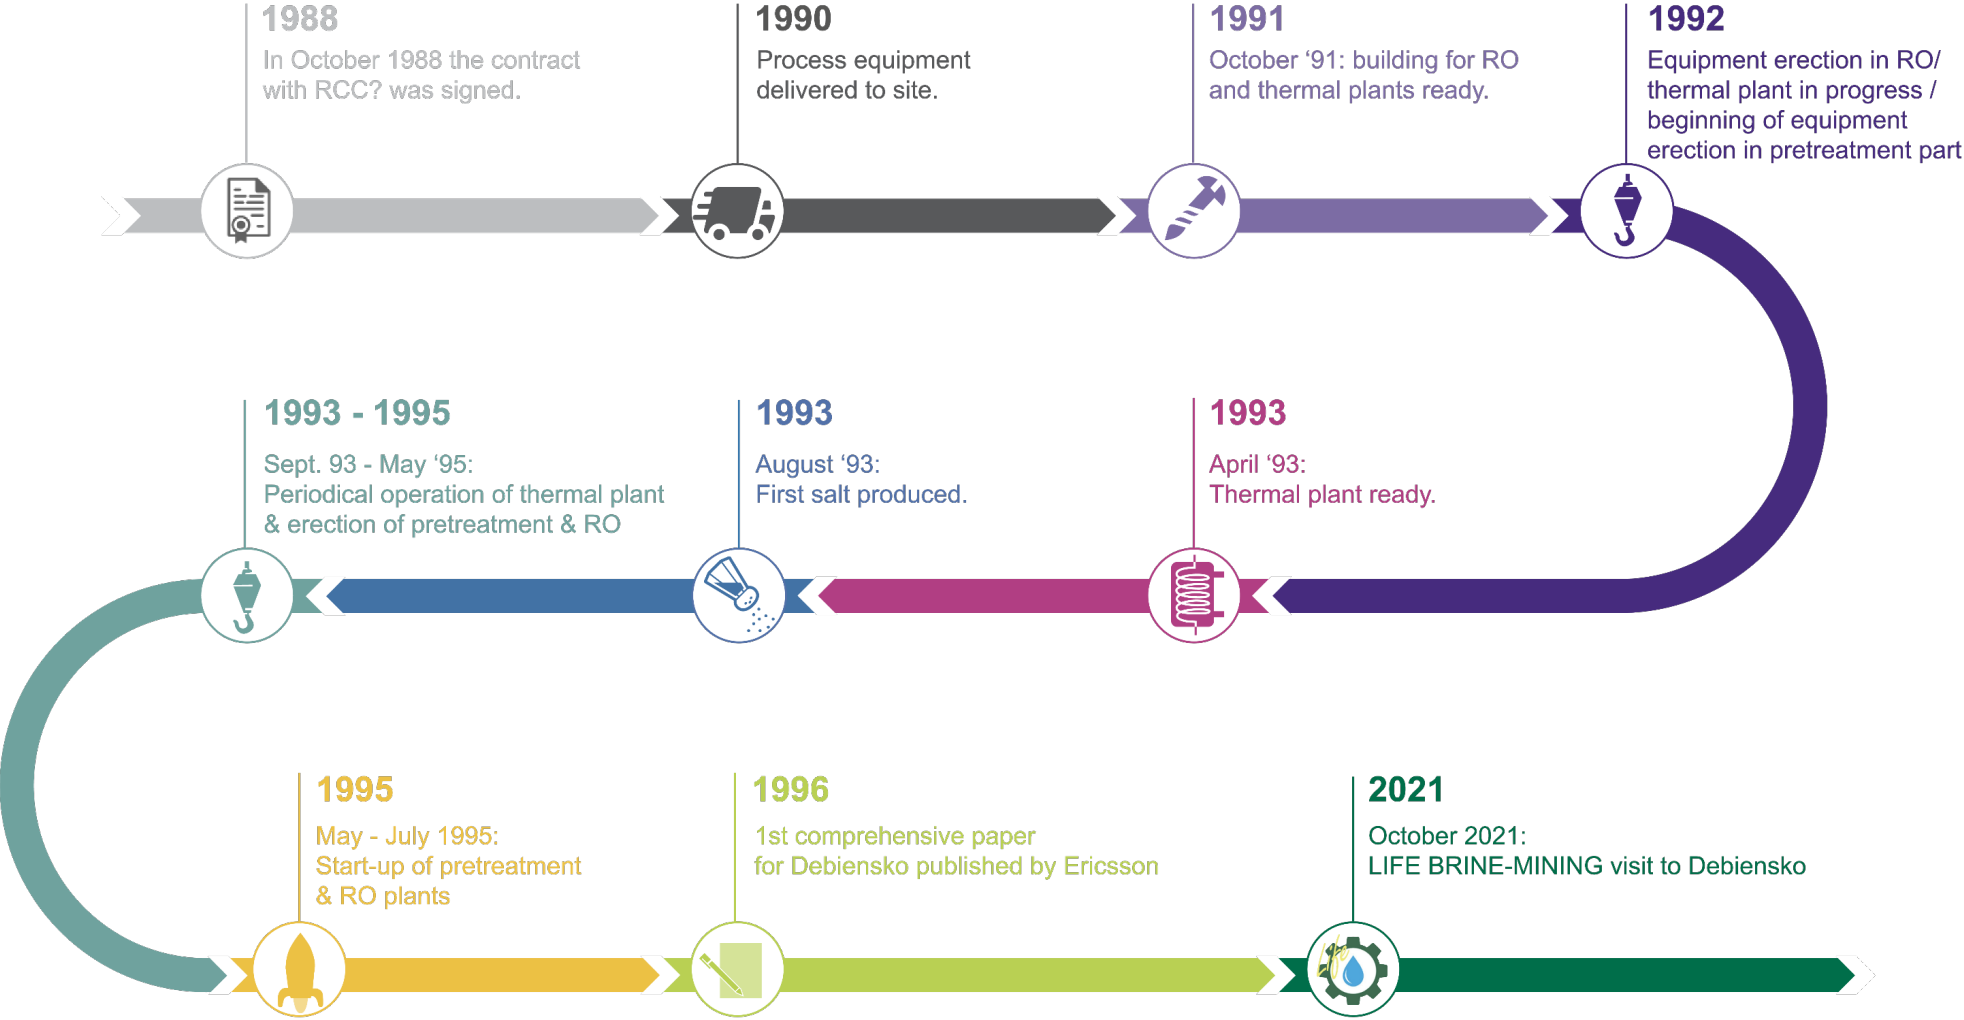 1988
In October 1988 the contract
with RCC? was signed.
1990
Process equipment
delivered to site.
1991
October ‘91: building for RO
and thermal plants ready.
1992
Equipment erection in RO/
thermal plant in progress /
beginning of equipment
erection in pretreatment part
1993
April ‘93:
Thermal plant ready.
1993
August ‘93:
First salt produced.
1993 - 1995
Sept. 93 - May ‘95:
Periodical operation of thermal plant
& erection of pretreatment & RO
1995
May - July 1995:
Start-up of pretreatment
& RO plants
1996
1st comprehensive paper
for Debiensko published by Ericsson
2021
October 2021:
LIFE BRINE-MINING visit to Debiensko
Life